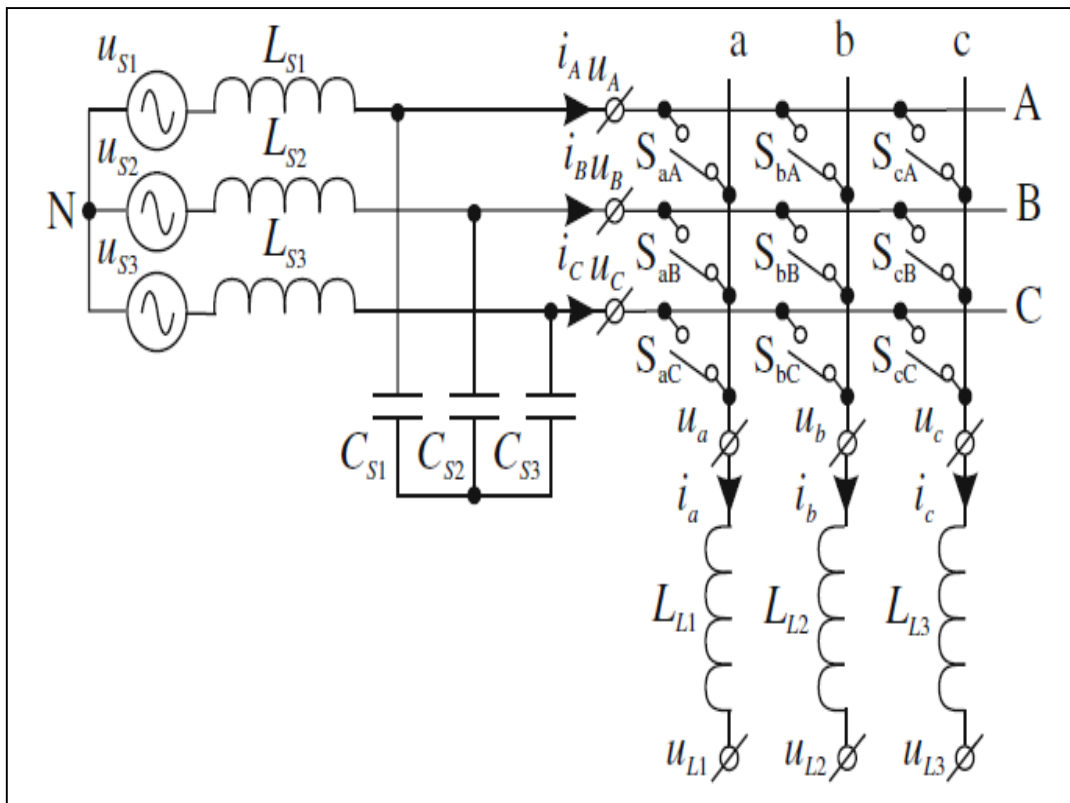 a b c
u_S1 L_S1 i_A u_A A
S_aA S_bA S_cA
u_S2 L_S2 i_B u_B B
N
S_aB S_bB S_cB
u_S3 L_S3 i_C u_C C
S_aC S_bC S_cC
C_S1 C_S2 C_S3
u_a u_b u_c
i_a i_b i_c
L_L1 L_L2 L_L3
u_L1 u_L2 u_L3